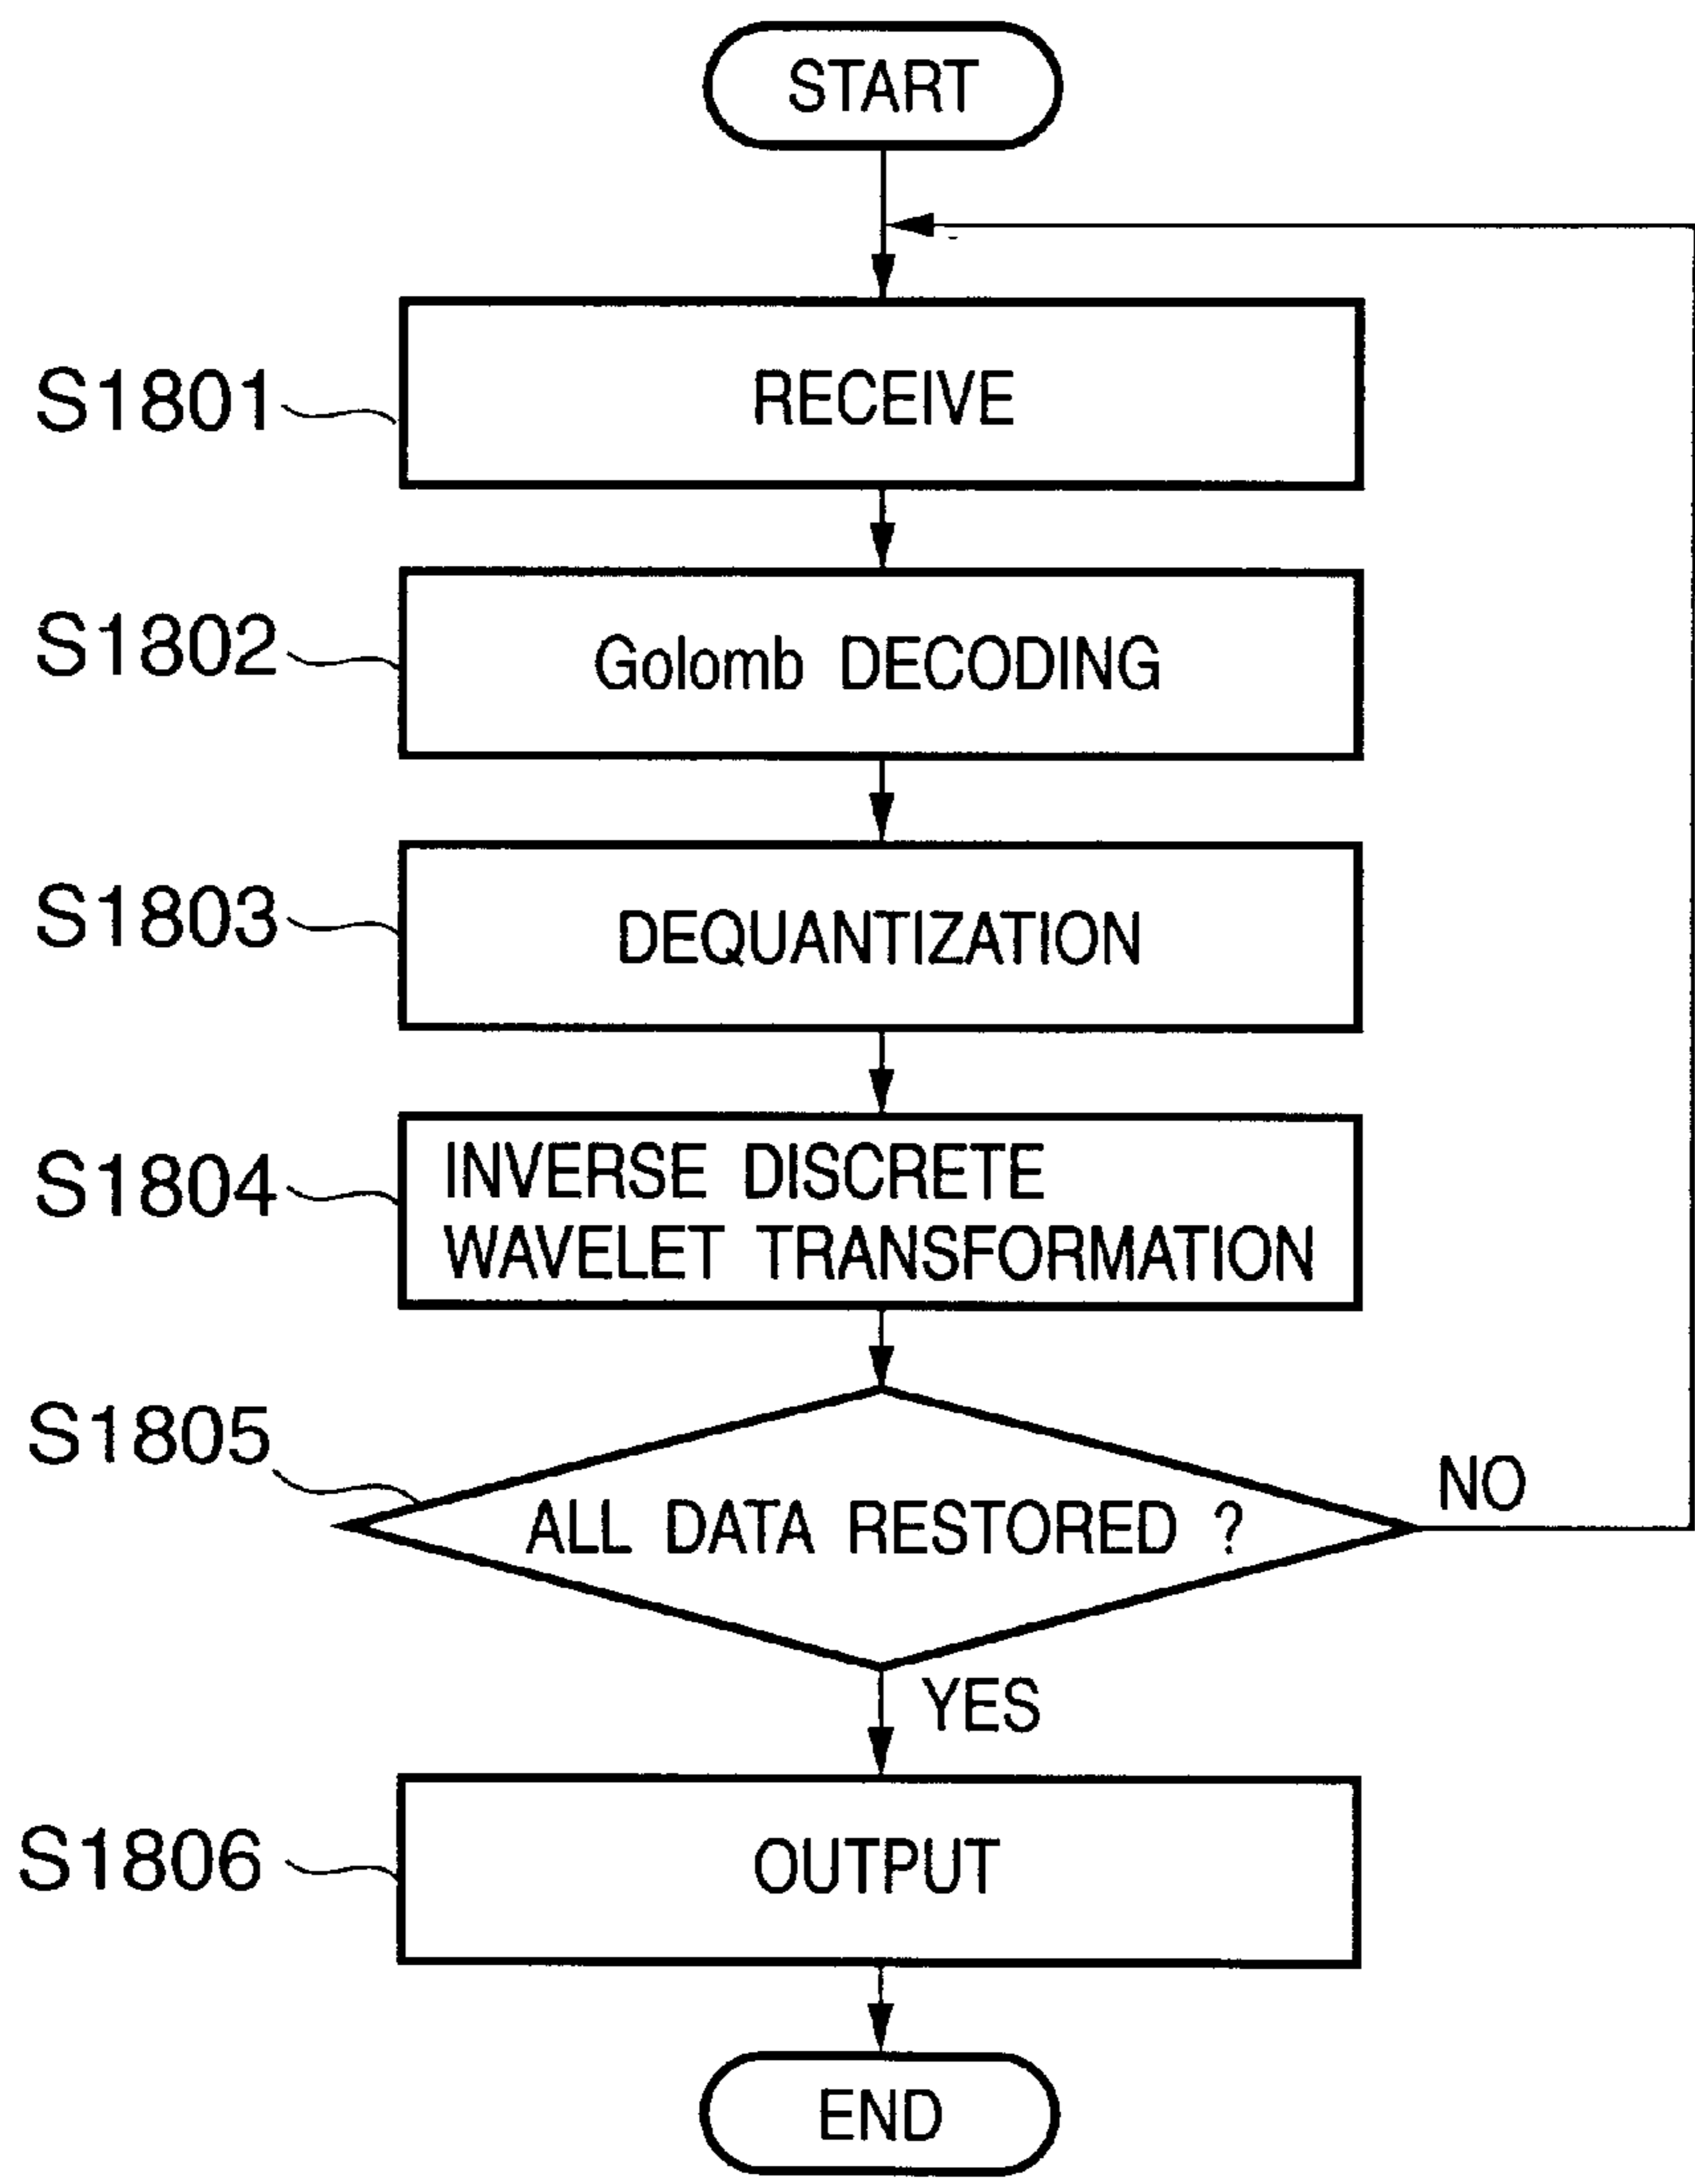 START
S1801
RECEIVE
S1802
Golomb DECODING
S1803
DEQUANTIZATION
S1804
INVERSE DISCRETE
WAVELET TRANSFORMATION
S1805
ALL DATA RESTORED ?
NO
YES
S1806
OUTPUT
END